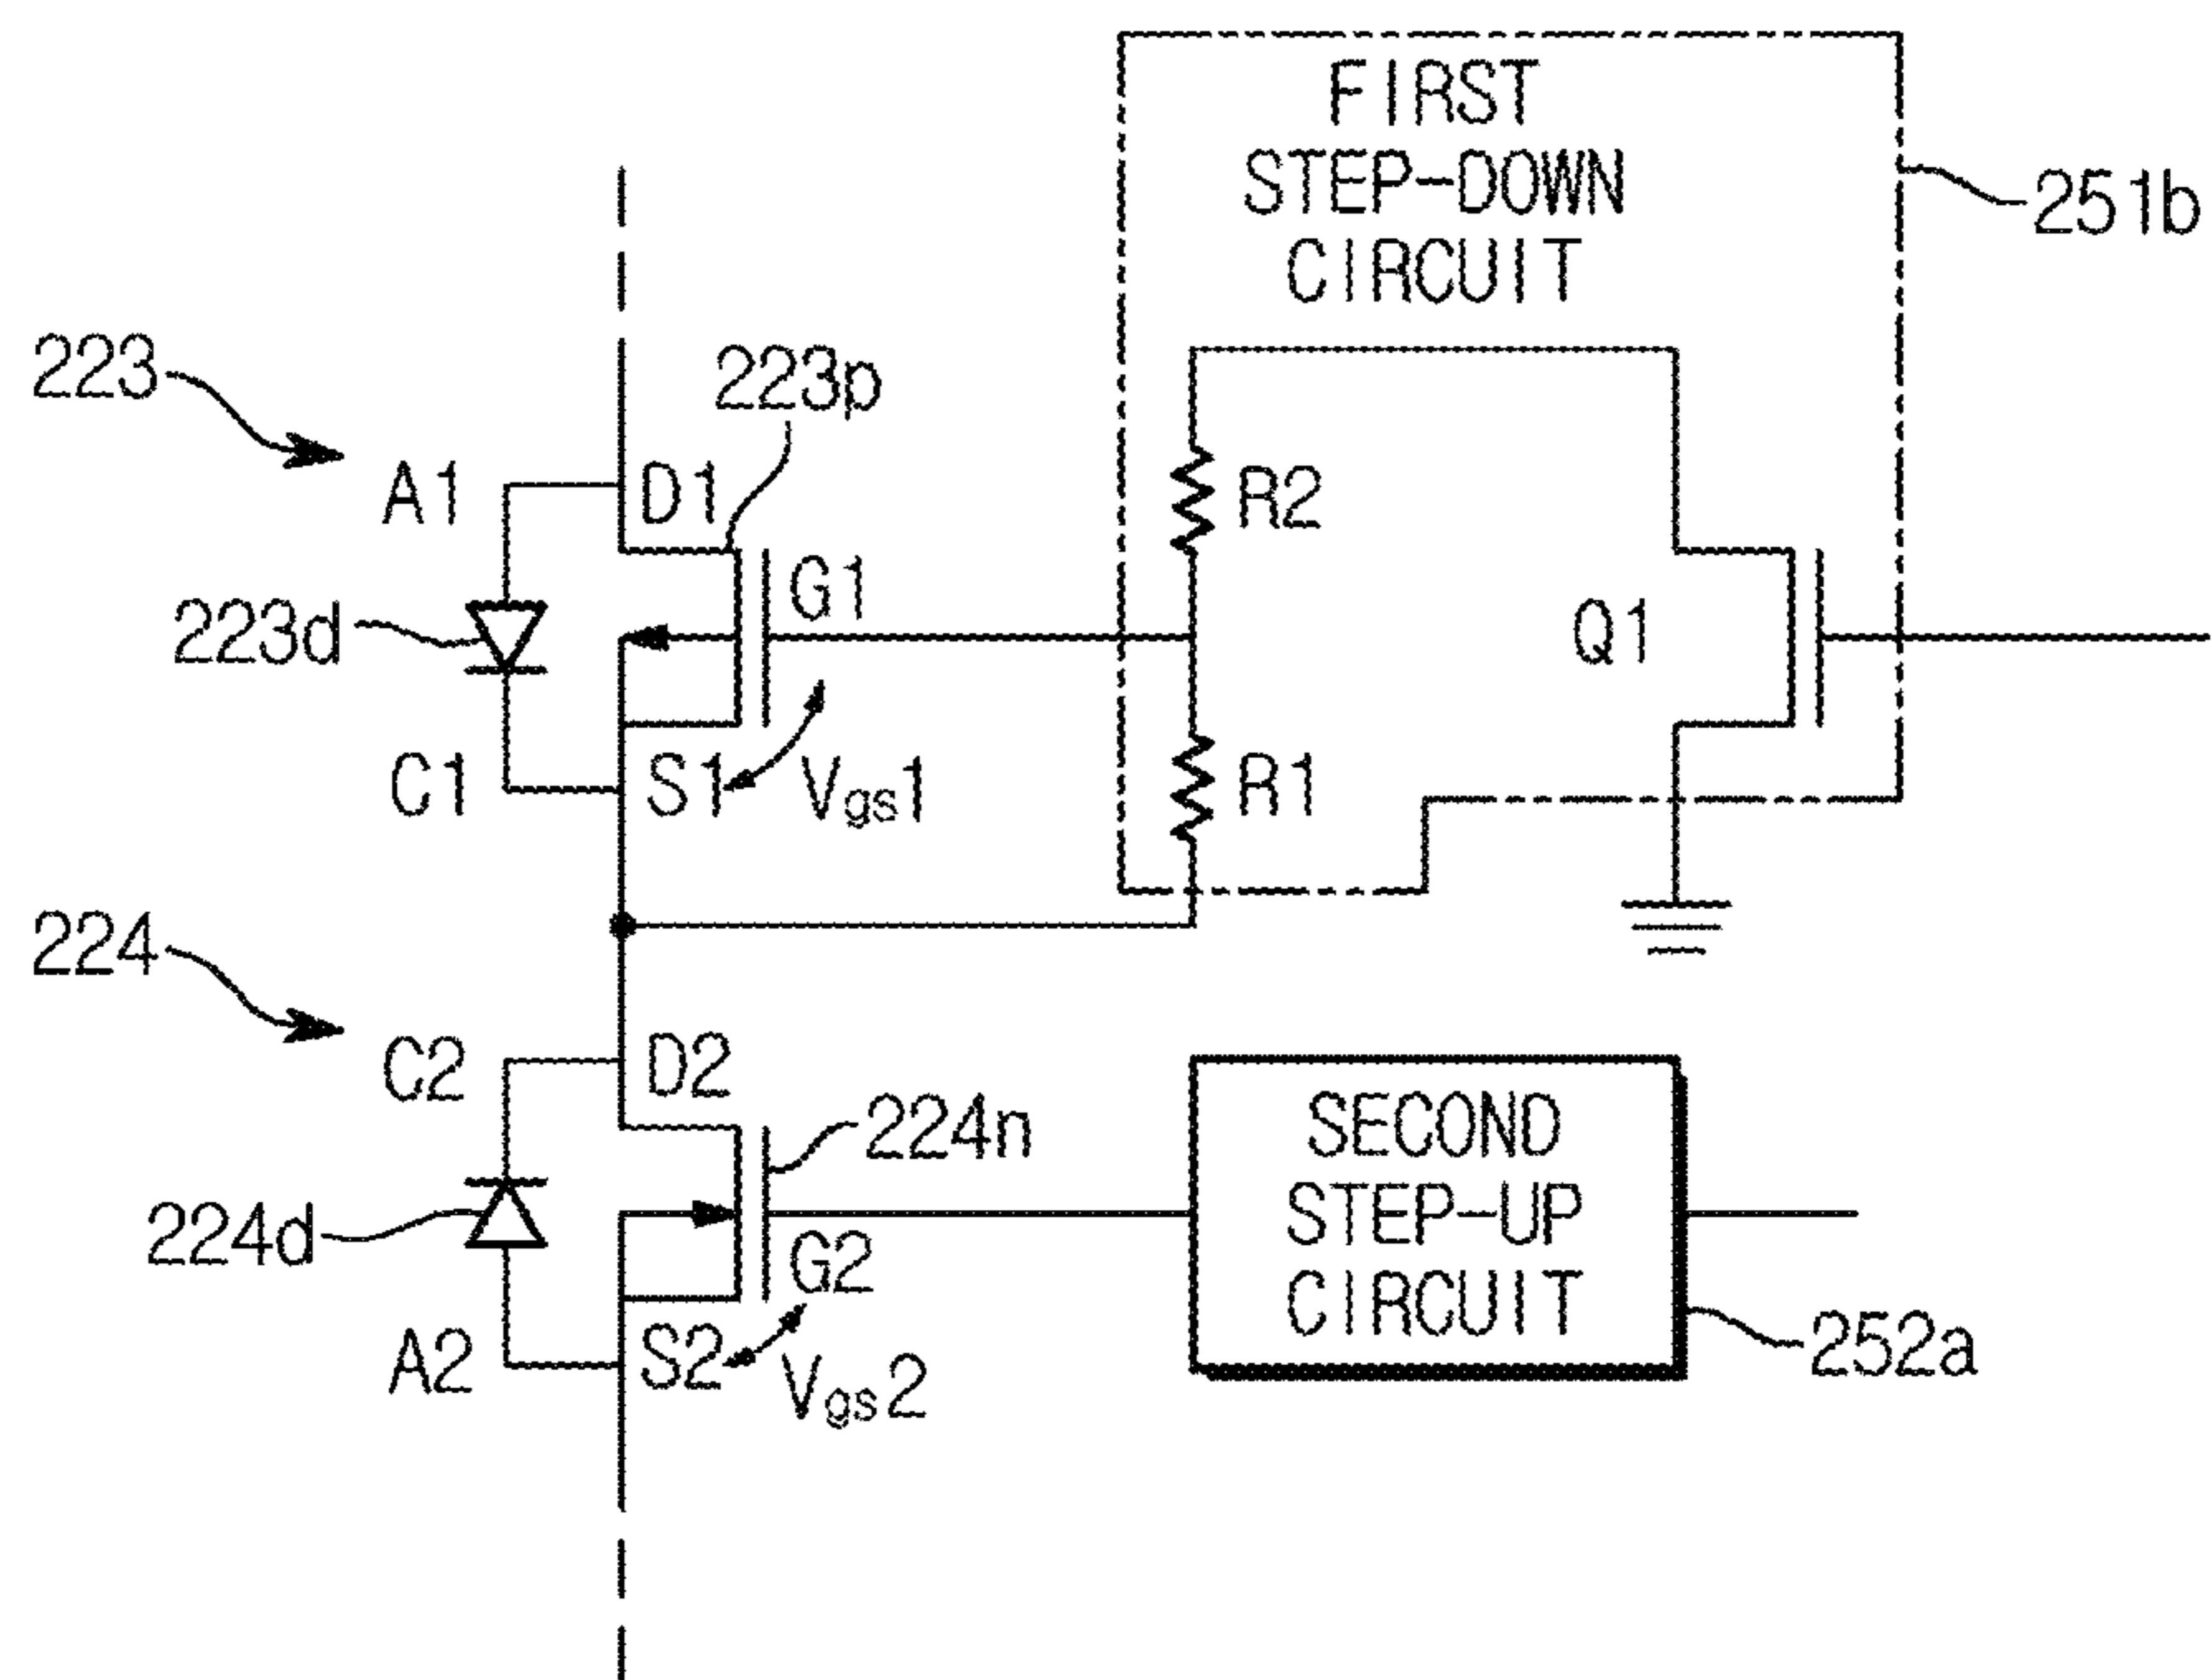 FIRST
STEP-DOWN
CIRCUIT
251b
223
223p
A1
D1
R2
G1
Q1
223d
C1
S1
Vgs1
R1
224
C2
D2
224n
SECOND
STEP-UP
CIRCUIT
224d
G2
A2
S2
Vgs2
252a